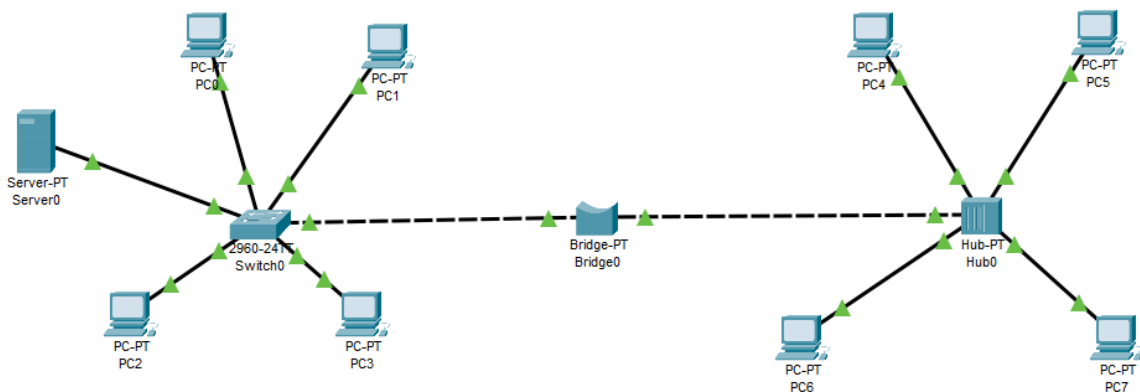 PC-PT
PC0
PC-PT
PC1
PC-PT
PC4
PC-PT
PC5
Server-PT
Server0
2960-24TT
Switch0
Bridge-PT
Bridge0
Hub-PT
Hub0
PC-PT
PC2
PC-PT
PC3
PC-PT
PC6
PC-PT
PC7